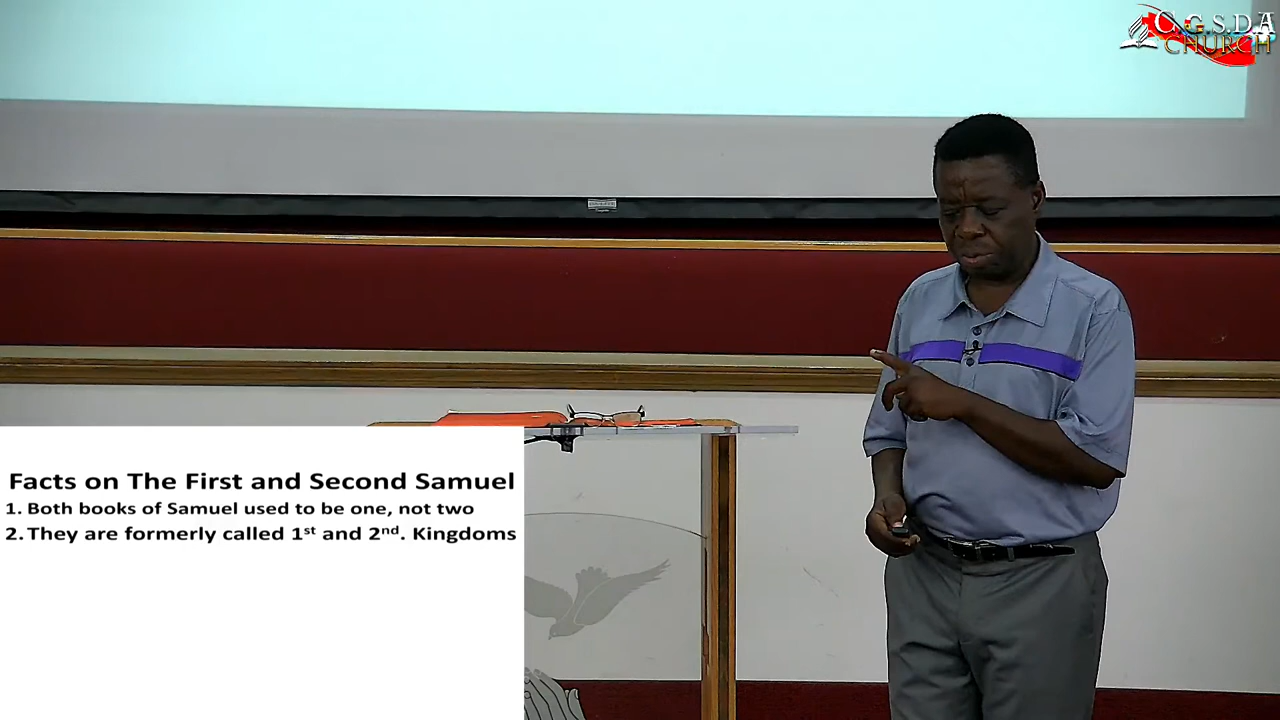 C.G.S.D.A
CHURCH
Facts on The First and Second Samuel
1. Both books of Samuel used to be one, not two
2. They are formerly called 1st and 2nd. Kingdoms